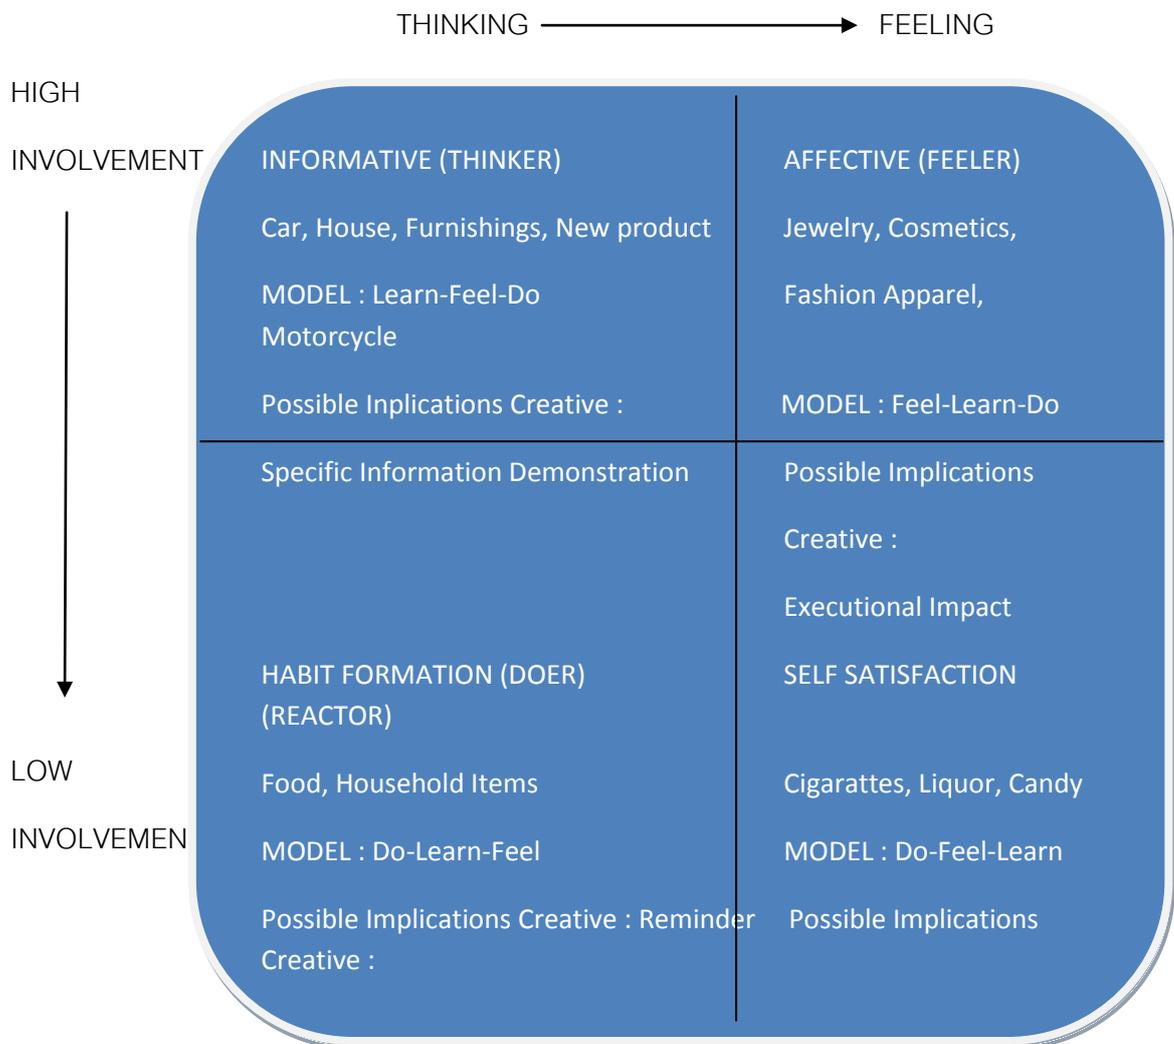 THINKING FEELING
HIGH
INVOLVEMENT
INFORMATIVE (THINKER)
Car, House, Furnishings, New product
MODEL : Learn-Feel-Do
Motorcycle
Possible Inplications Creative :
Specific Information Demonstration
AFFECTIVE (FEELER)
Jewelry, Cosmetics,
Fashion Apparel,
MODEL : Feel-Learn-Do
Possible Implications
Creative :
Executional Impact
LOW
INVOLVEMEN
HABIT FORMATION (DOER)
(REACTOR)
Food, Household Items
MODEL : Do-Learn-Feel
Possible Implications Creative : Reminder
Creative :
SELF SATISFACTION
Cigarattes, Liquor, Candy
MODEL : Do-Feel-Learn
Possible Implications